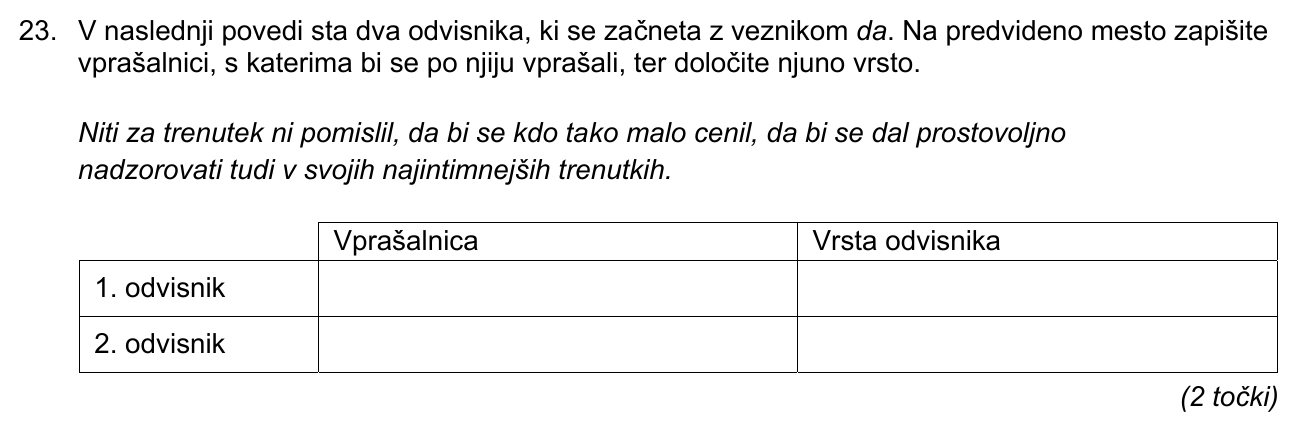 23. V naslednji povedi sta dva odvisnika, ki se začneta z veznikom da. Na predvideno mesto zapišite
vprašalnici, s katerima bi se po njiju vprašali, ter določite njuno vrsto.
Niti za trenutek ni pomislil, da bi se kdo tako malo cenil, da bi se dal prostovoljno
nadzorovati tudi v svojih najintimnejših trenutkih.
Vprašalnica Vrsta odvisnika
1. odvisnik
2. odvisnik
(2 točki)